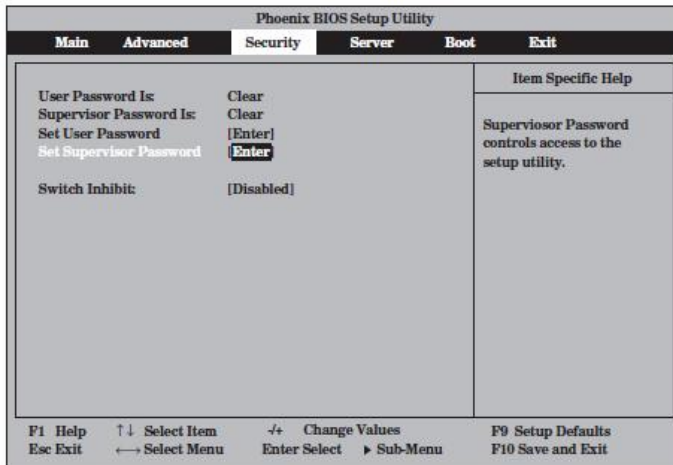 Phoenix BIOS Setup Utility
Main Advanced Security Server Boot Exit
Item Specific Help
User Password Is: Clear
Supervisor Password Is: Clear
Set User Password [Enter]
Set Supervisor Password [Enter]
Switch Inhibit: [Disabled]
Superviosor Password
controls access to the
setup utility.
F1 Help ↑↓ Select Item -/+ Change Values F9 Setup Defaults
Esc Exit ←→ Select Menu Enter Select ▶ Sub-Menu F10 Save and Exit